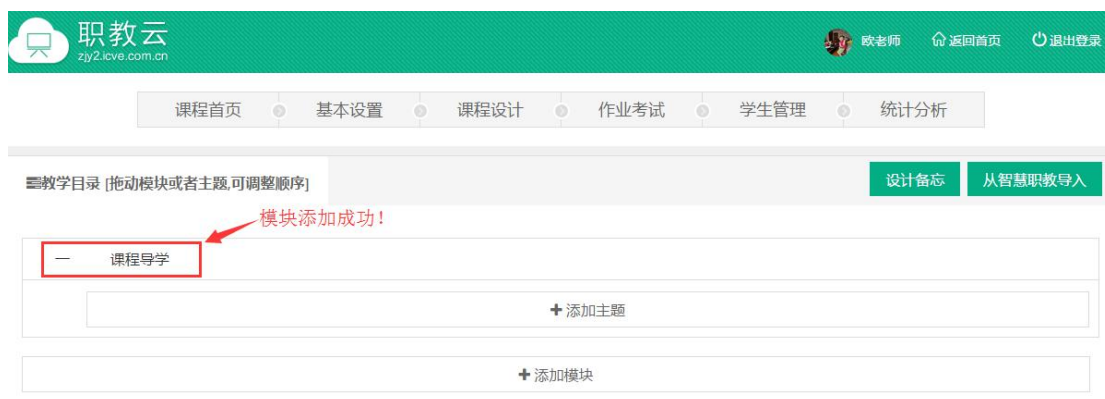 职教云
zjy2.icve.com.cn
欧老师 返回首页 退出登录
课程首页 基本设置 课程设计 作业考试 学生管理 统计分析
教学目录 [拖动模块或者主题,可调整顺序]
设计备忘 从智慧职教导入
模块添加成功!
一 课程导学
+添加主题
+添加模块